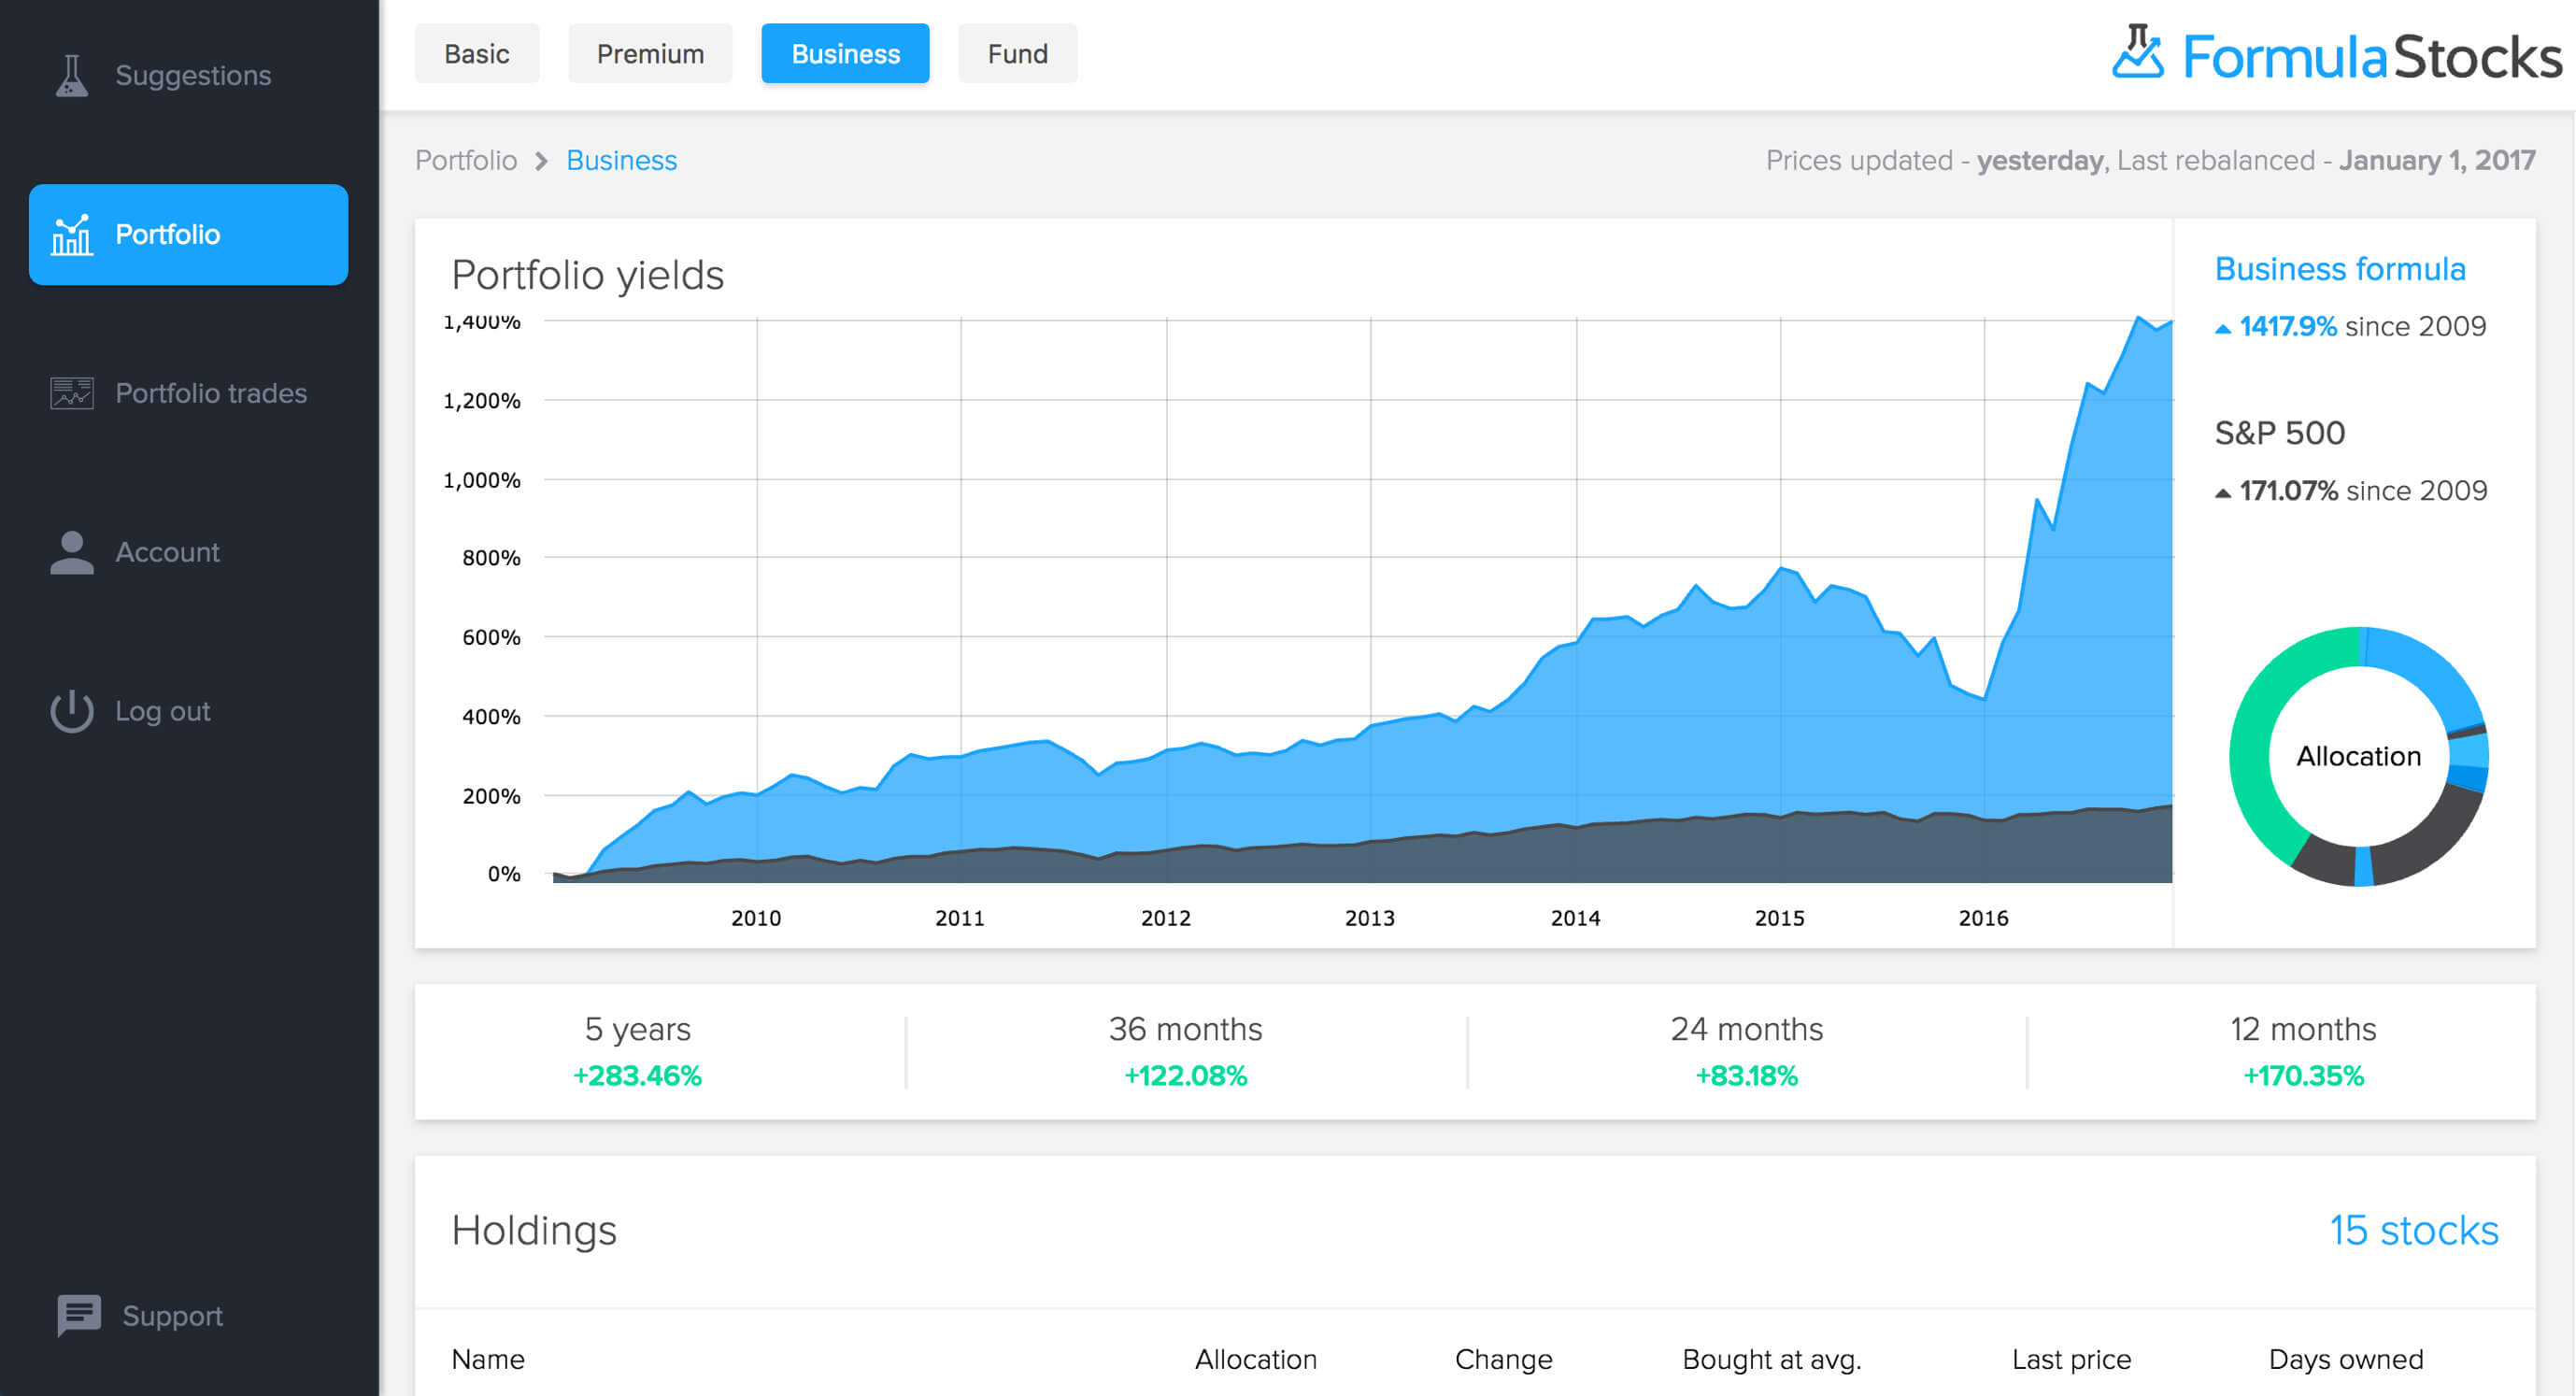 Suggestions
Portfolio
Portfolio trades
Account
Log out
Support
Basic Premium Business Fund
FormulaStocks
Portfolio Business
Prices updated - yesterday, Last rebalanced - January 1, 2017
Portfolio yields
1,400%
1,200%
1,000%
800%
600%
400%
200%
0%
2010 2011 2012 2013 2014 2015 2016
Business formula
1417.9% since 2009
S&P 500
171.07% since 2009
Allocation
5 years 36 months 24 months 12 months
+283.46% +122.08% +83.18% +170.35%
Holdings 15 stocks
Name Allocation Change Bought at avg. Last price Days owned